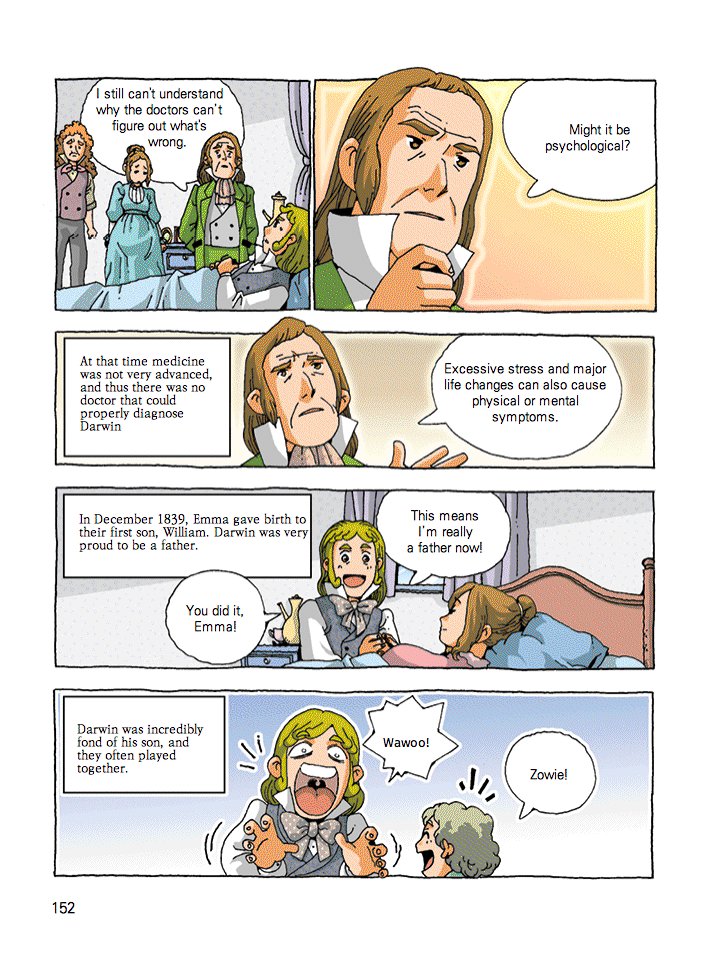 I still can't understand
why the doctors can't
figure out what's
wrong.
Might it be
psychological?
At that time medicine
was not very advanced,
and thus there was no
doctor that could
properly diagnose
Darwin
Excessive stress and major
life changes can also cause
physical or mental
symptoms.
In December 1839, Emma gave birth to
their first son, William. Darwin was very
proud to be a father.
This means
I'm really
a father now!
You did it,
Emma!
Darwin was incredibly
fond of his son, and
they often played
together.
Wawoo!
Zowie!
152